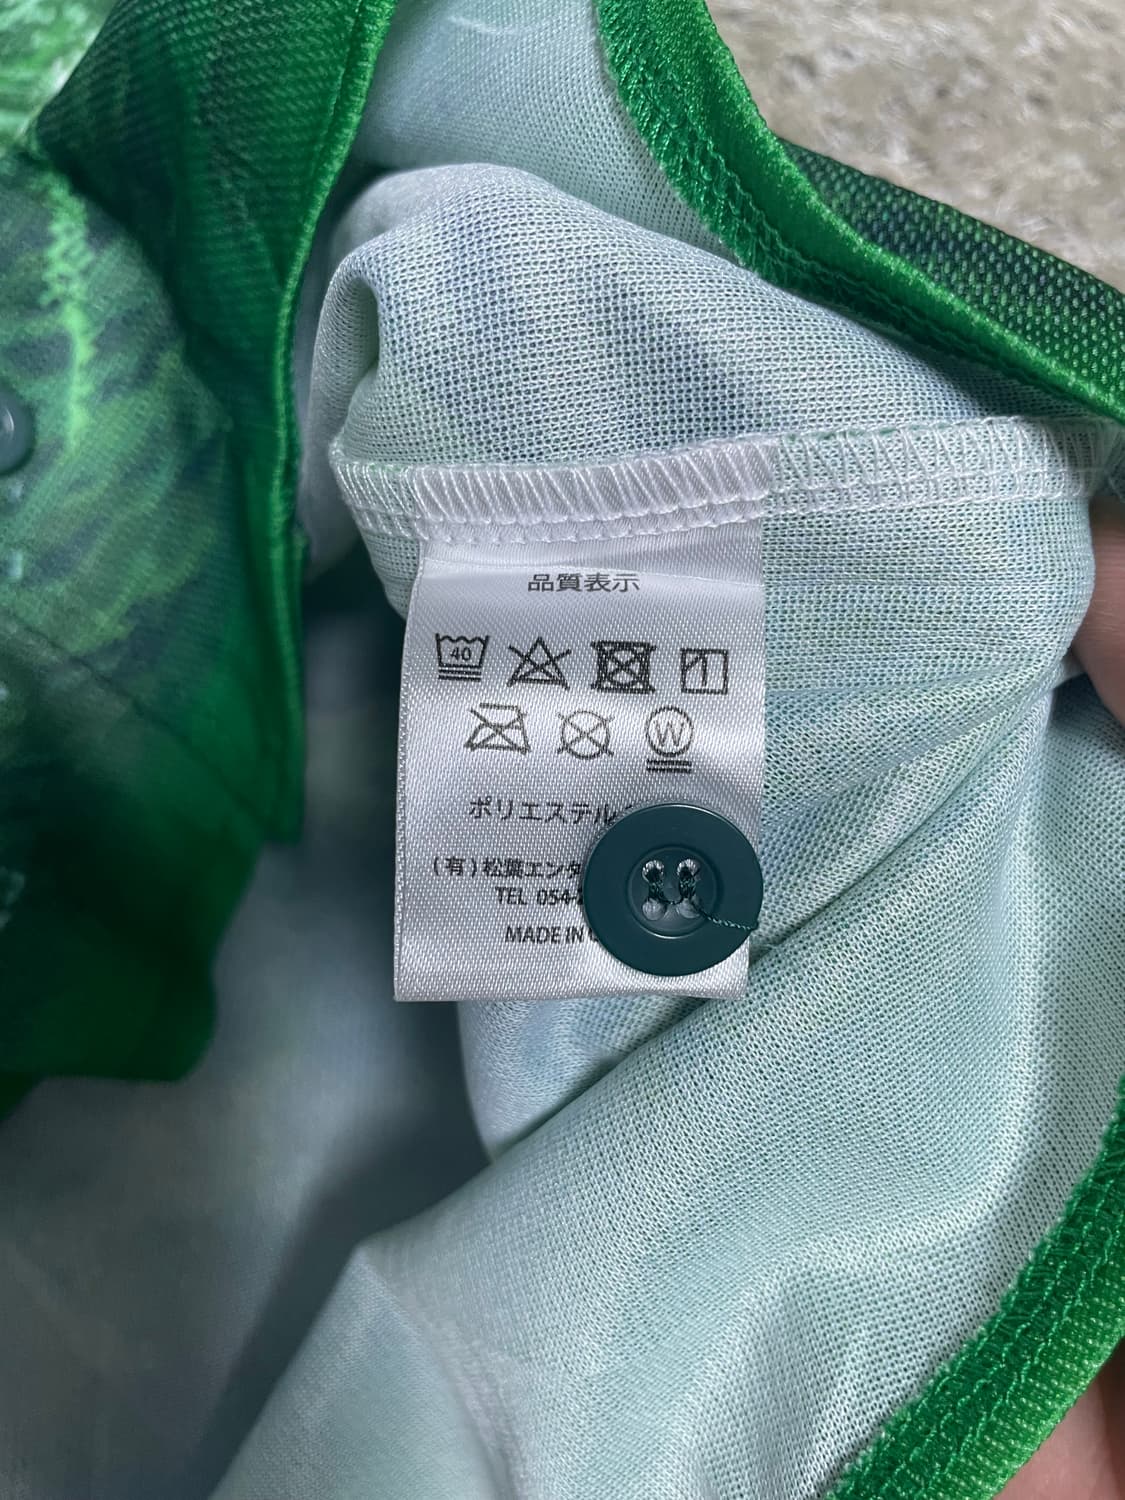 品質表示
40
W
ポリエステル
(有)松葉エンタ
TEL 054-
MADE IN